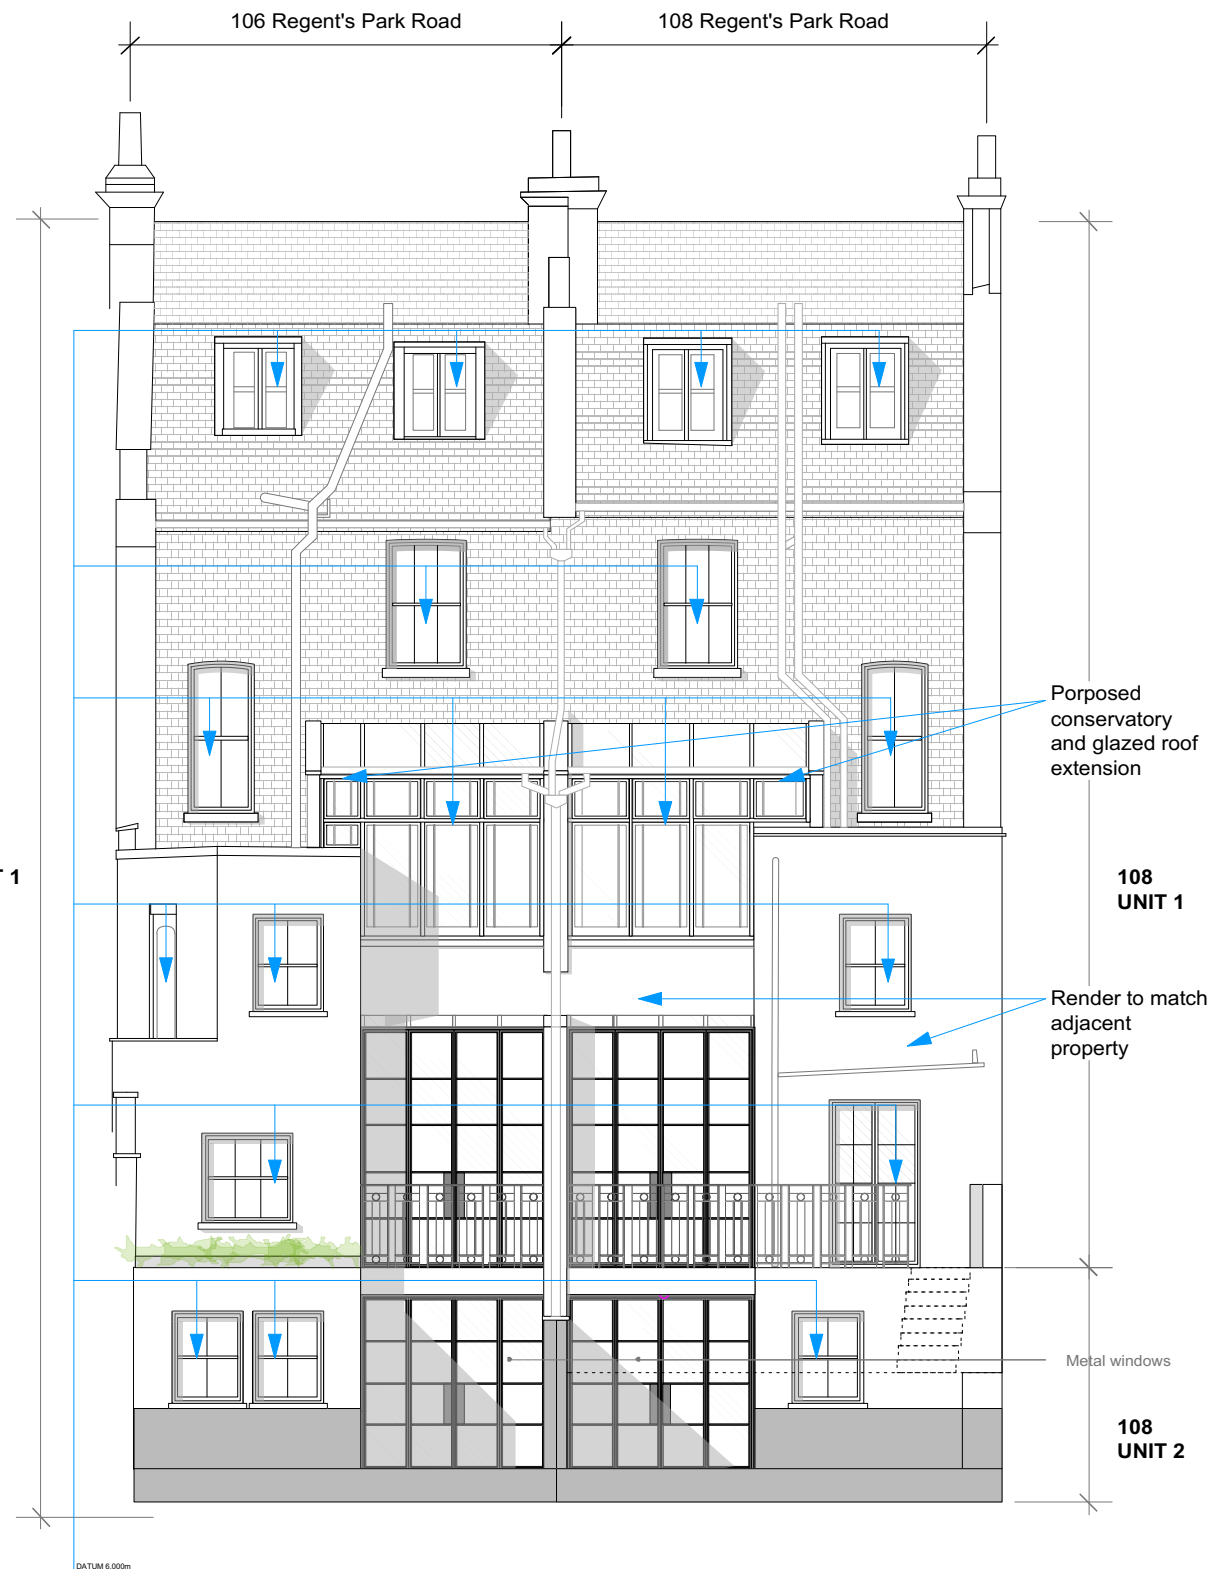 106 Regent's Park Road
108 Regent's Park Road
Porposed
conservatory
and glazed roof
extension
T 1
108
UNIT 1
Render to match
adjacent
property
Metal windows
108
UNIT 2
DATUM 6.000m